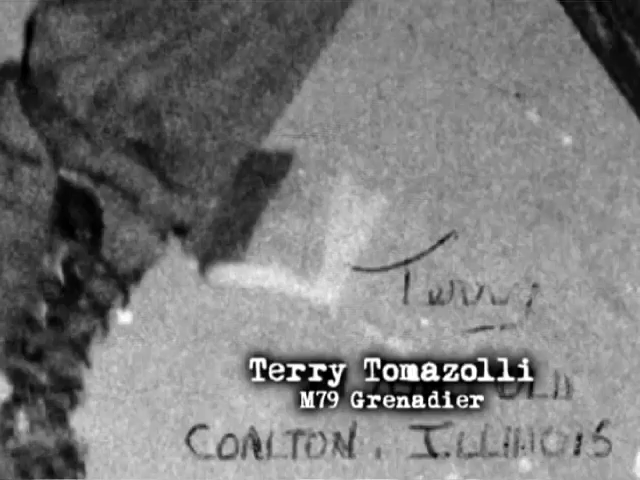 Terry
Terry Tomazolli
M79 Grenadier
COALTON, ILLINOIS